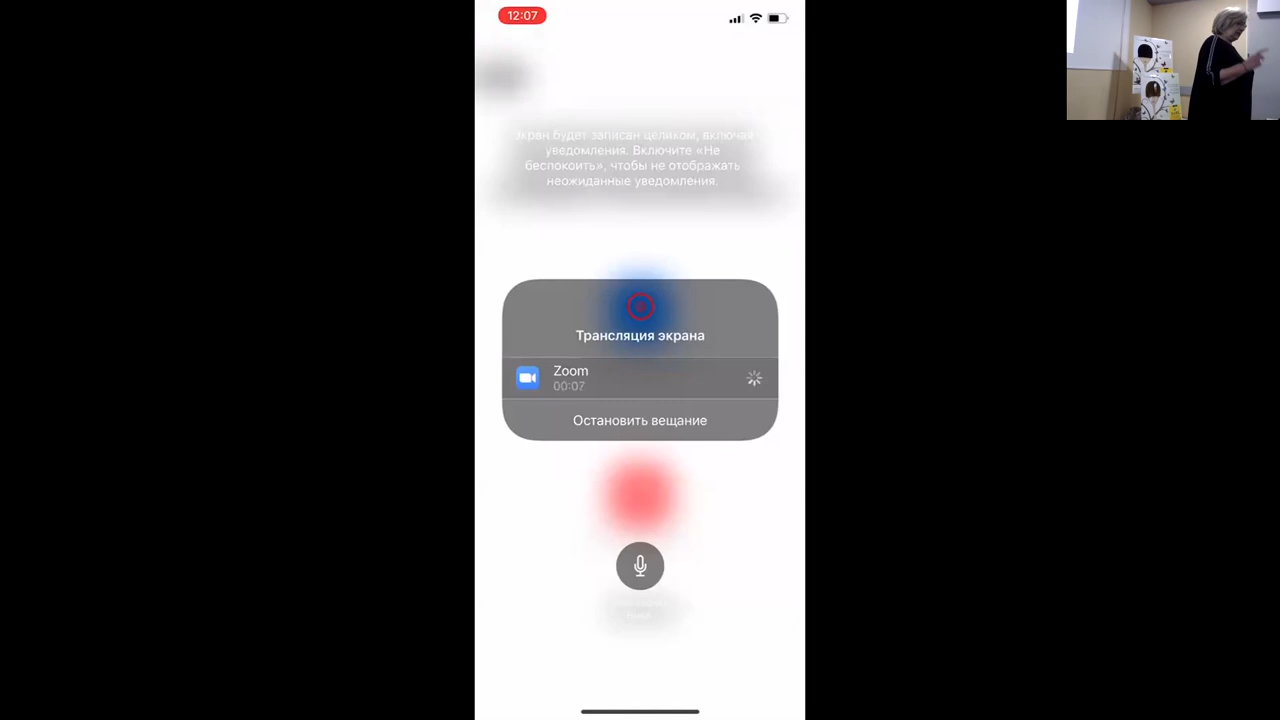 12:07
Экран будет записан целиком, включая
уведомления. Включите «Не
беспокоить», чтобы не отображать
неожиданные уведомления.
Трансляция экрана
Zoom
00:07
Остановить вещание